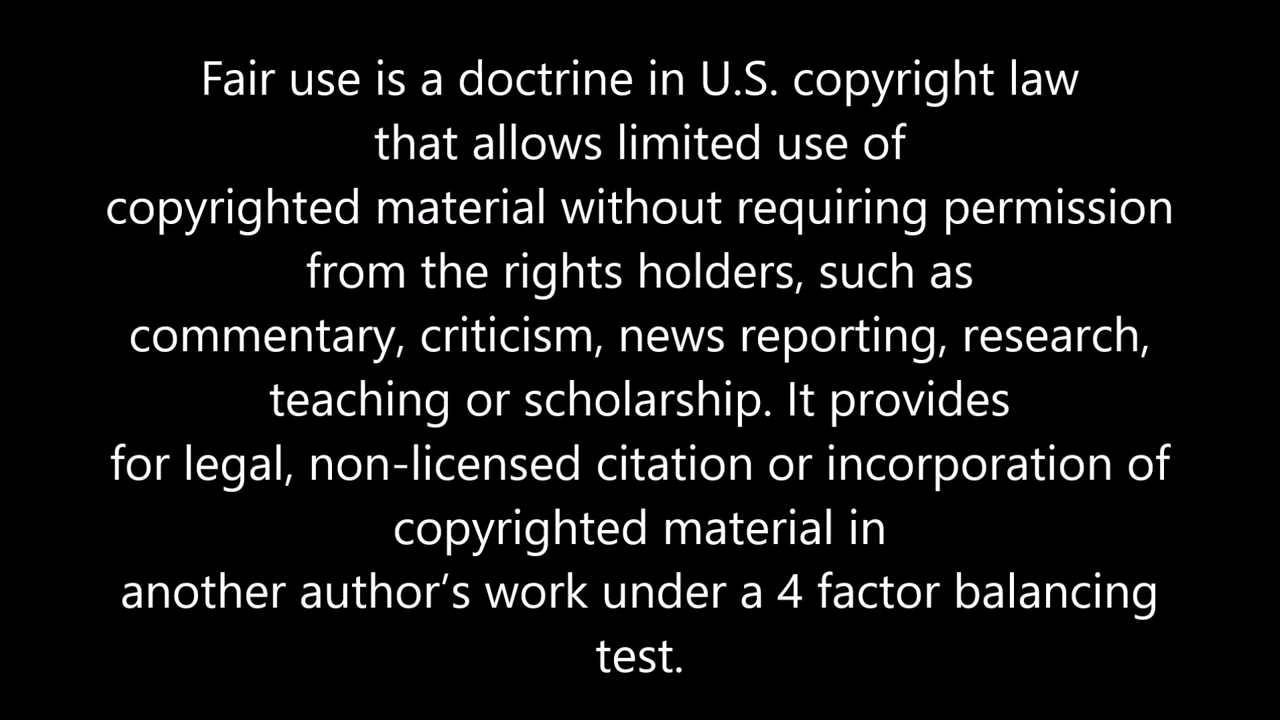 Fair use is a doctrine in U.S. copyright law
that allows limited use of
copyrighted material without requiring permission
from the rights holders, such as
commentary, criticism, news reporting, research,
teaching or scholarship. It provides
for legal, non-licensed citation or incorporation of
copyrighted material in
another author’s work under a 4 factor balancing
test.